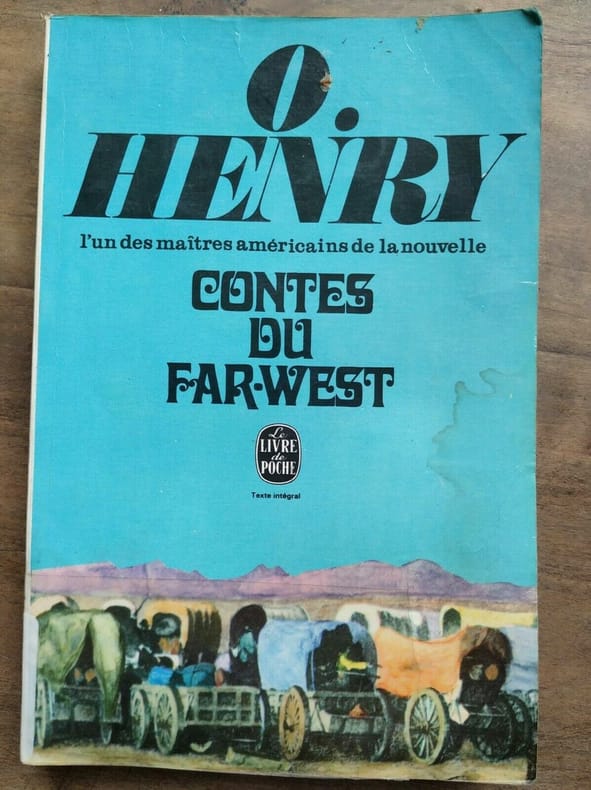 O.
HENRY
l'un des maîtres américains de la nouvelle
CONTES
DU
FAR-WEST
Le
LIVRE
de
POCHE
Texte intégral